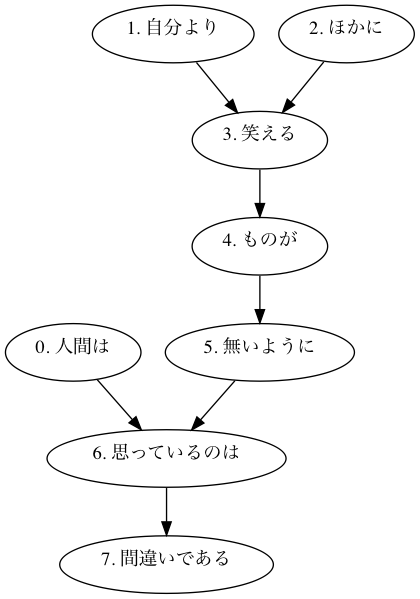 1. 自分より
2. ほかに
3. 笑える
4. ものが
0. 人間は
5. 無いように
6. 思っているのは
7. 間違いである